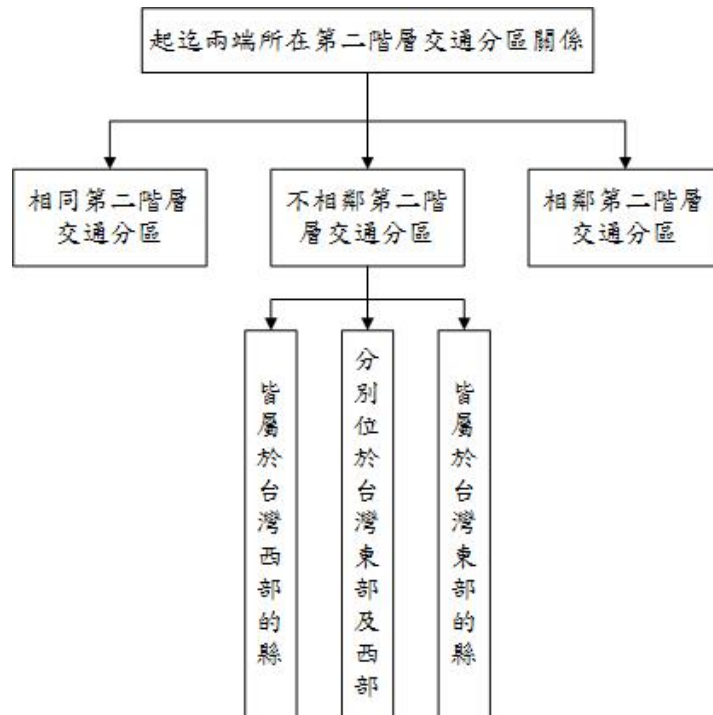 起迄兩端所在第二階層交通分區關係
相同第二階層
交通分區
不相鄰第二階
層交通分區
相鄰第二階層
交通分區
皆屬於台灣西部的縣
分別位於台灣東部及西部
皆屬於台灣東部的縣